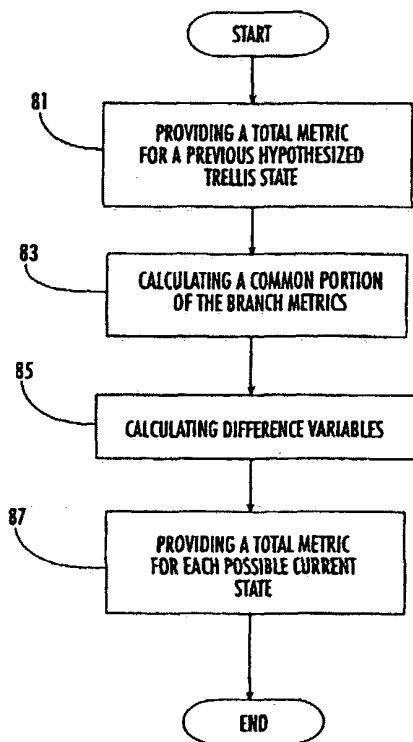 START
81
PROVIDING A TOTAL METRIC
FOR A PREVIOUS HYPOTHESIZED
TRELLIS STATE
83
CALCULATING A COMMON PORTION
OF THE BRANCH METRICS
85
CALCULATING DIFFERENCE VARIABLES
87
PROVIDING A TOTAL METRIC
FOR EACH POSSIBLE CURRENT
STATE
END